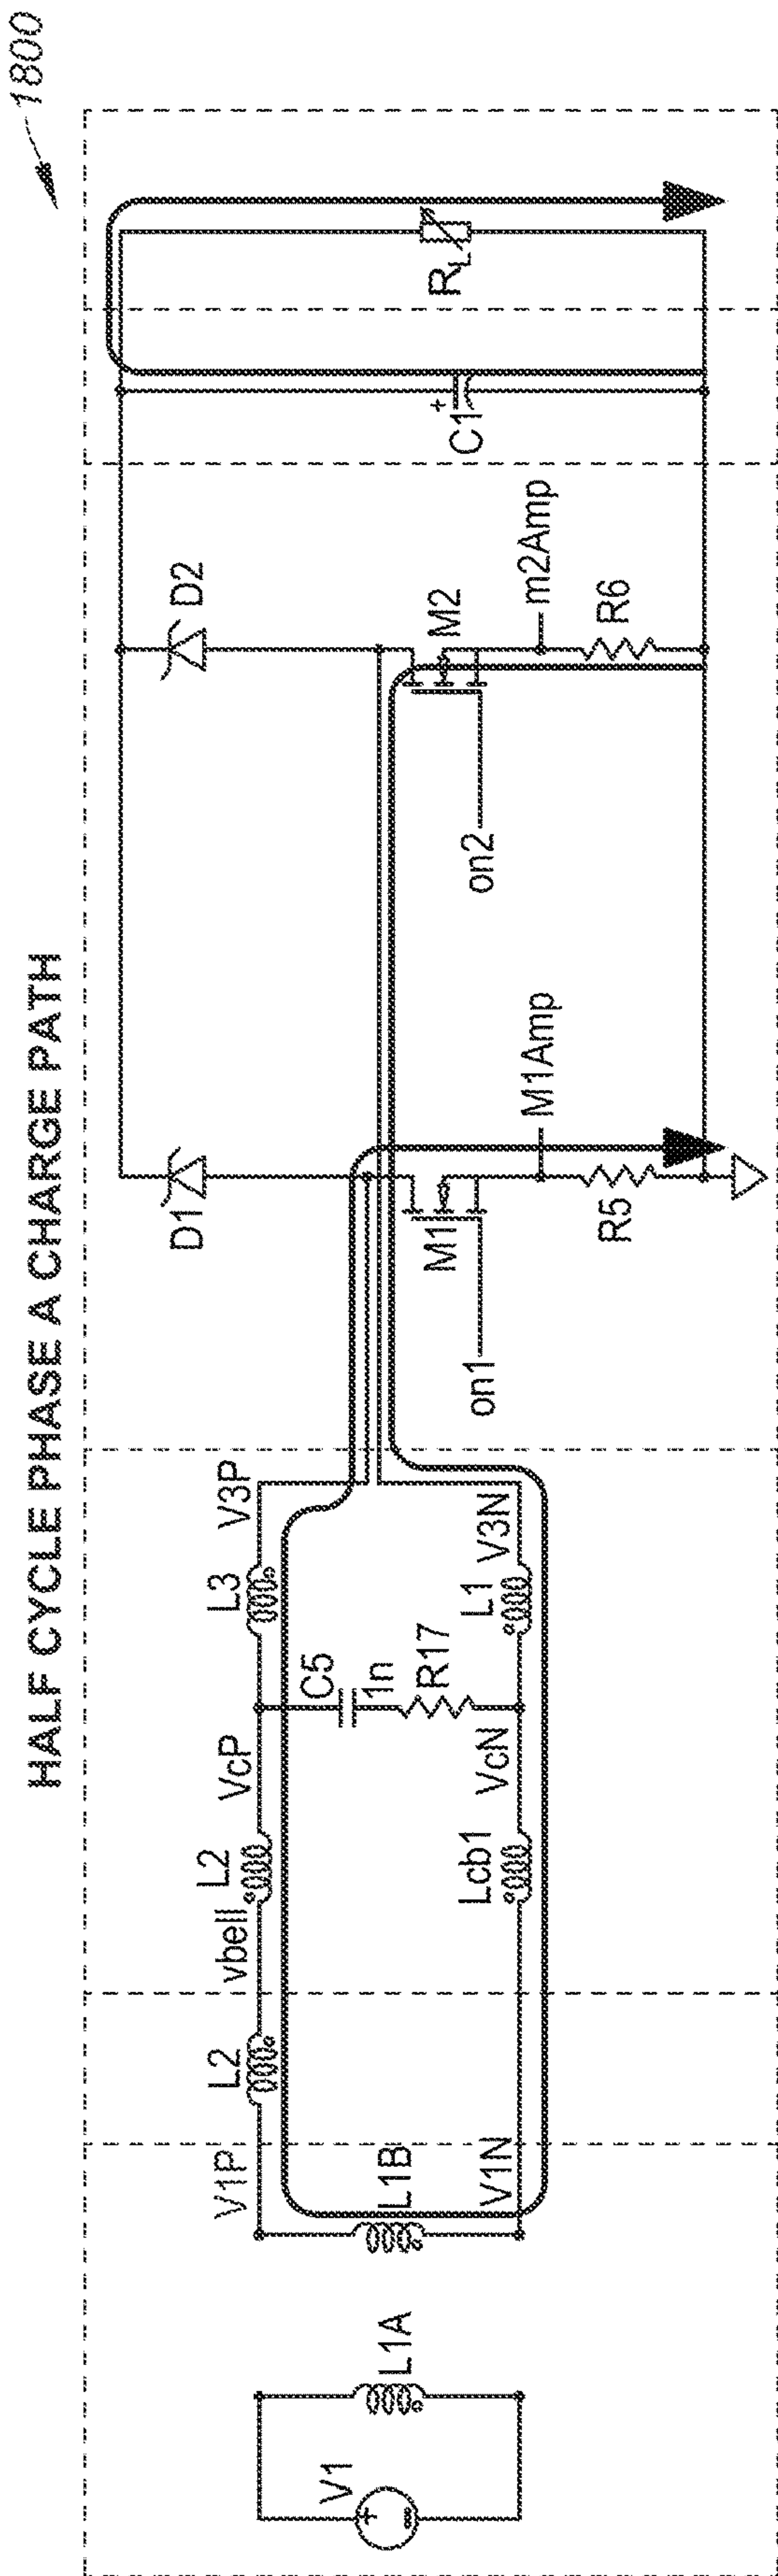 1800
HALF CYCLE PHASE A CHARGE PATH
V1
+
L1A
V1P
L1B
V1N
L2
vbell
L2
Lcb1
VcP
C5
1n
R17
VcN
L3
V3P
L1
V3N
D1
on1
M1
M1Amp
R5
D2
on2
M2
m2Amp
R6
+
C1
RL